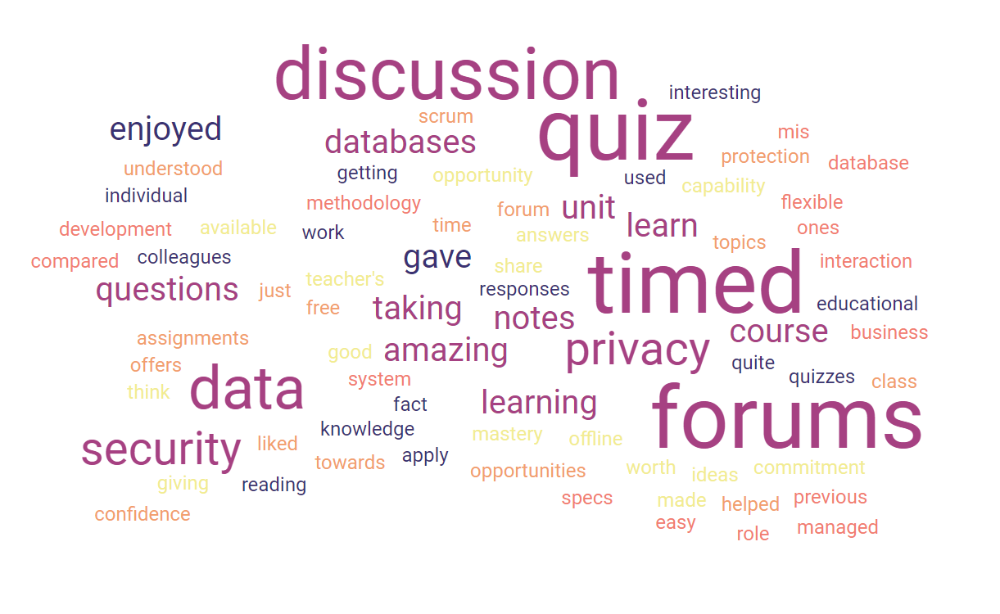 discussion
interesting
quiz
scrum
enjoyed
databases
mis
protection
database
understood
getting
opportunity
used
capability
individual
methodology
forum
unit
flexible
development
available
work
time
answers
learn
ones
topics
compared
colleagues
gave
share
timed
interaction
questions
just
teacher's
responses
free
taking
notes
educational
assignments
privacy
course
business
offers
good
amazing
quite
think
data
system
quizzes
class
fact
learning
forums
security
liked
knowledge
mastery
offline
towards
apply
giving
reading
opportunities
worth
ideas
commitment
confidence
specs
made
helped
previous
easy
role
managed